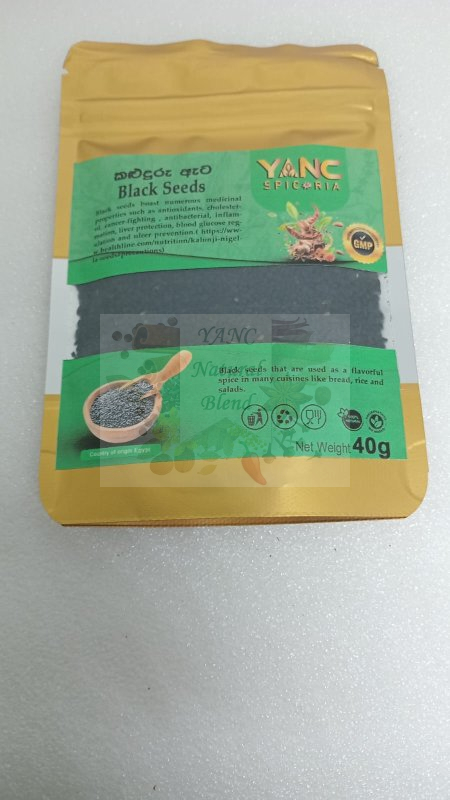 කළුදුරු ඇට
Black Seeds
YANC
SPICORIA
Black seeds boast numerous medicinal
properties such as antioxidants, cholester-
ol, cancer fighting , antibacterial, inflam-
mation, liver protection, blood glucose reg-
ulation and ulcer prevention.( https://ww-
w.healthline.com/nutrition/kalonji-nigel-
la-seeds#precautions)
GMP
YANC
Natural
Blend
Black seeds that are used as a flavorful
spice in many cuisines like bread, rice and
salads.
Net Weight 40g
Country of origin Egypt